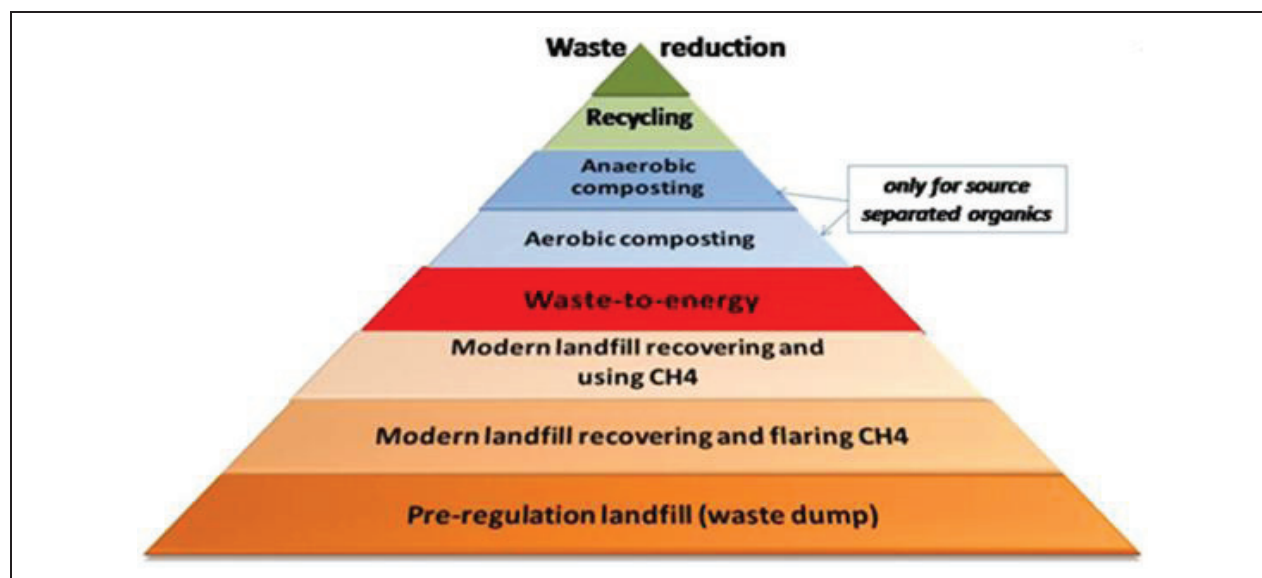 Waste reduction
Recycling
Anaerobic
composting
only for source
separated organics
Aerobic composting
Waste-to-energy
Modern landfill recovering and
using CH4
Modern landfill recovering and flaring CH4
Pre-regulation landfill (waste dump)